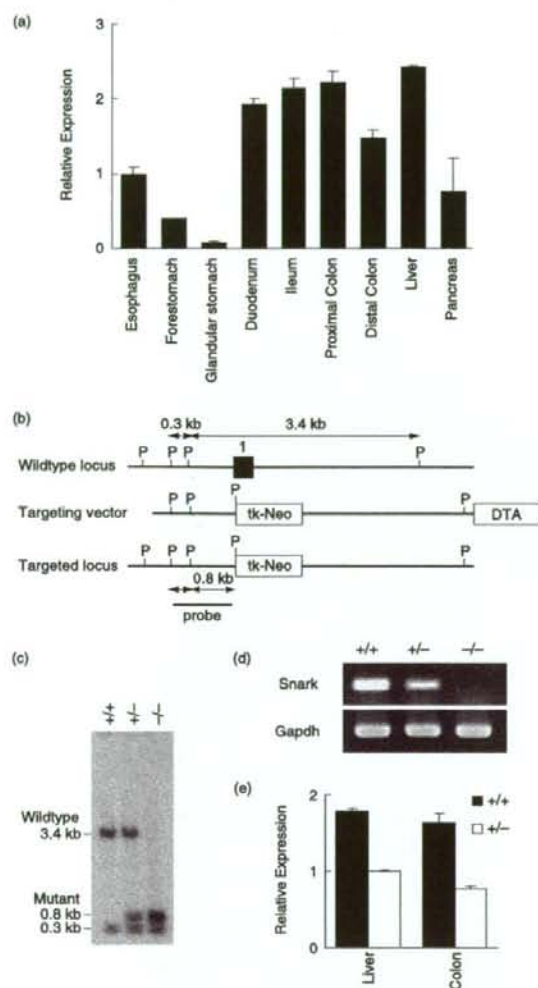 (a)
3
2
1
0
Relative Expression
Esophagus
Forestomach
Glandular stomach
Duodenum
Ileum
Proximal Colon
Distal Colon
Liver
Pancreas
(b)
0.3 kb 3.4 kb
P P P 1 P
Wildtype locus
P P P P
Targeting vector tk-Neo DTA
P P P P P
Targeted locus tk-Neo
0.8 kb
probe
(c)
+/+ +/– -/-
Wildtype
3.4 kb
Mutant
0.8 kb
0.3 kb
(d)
+/+ +/– –/–
Snark
Gapdh
(e)
2
1
0
Relative Expression
+/+
+/–
Liver
Colon